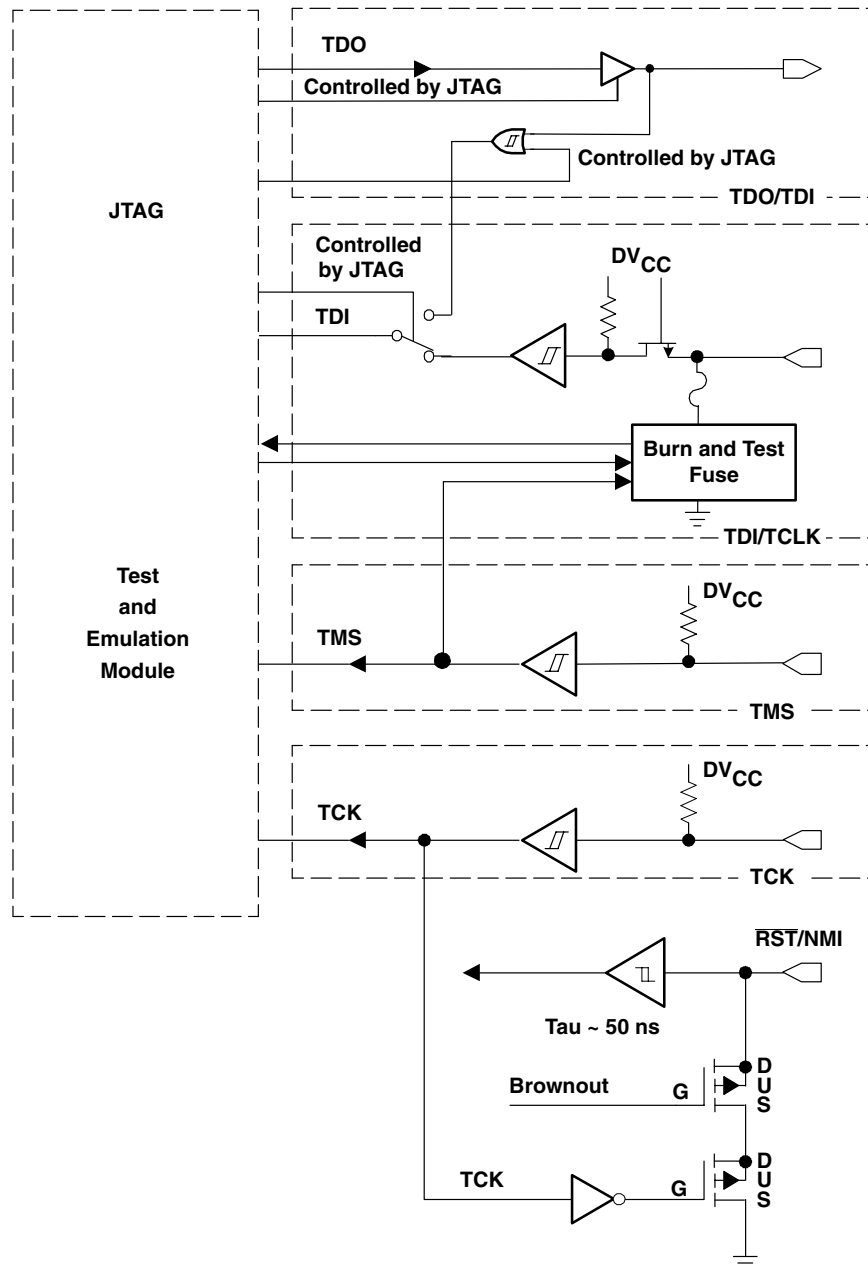 TDO
Controlled by JTAG
Controlled by JTAG
TDO/TDI
JTAG
Controlled
by JTAG
TDI
DVCC
Burn and Test
Fuse
TDI/TCLK
Test
and
Emulation
Module
TMS
DVCC
TMS
TCK
DVCC
TCK
RST/NMI
Tau ~ 50 ns
Brownout
G
D
U
S
TCK
G
D
U
S